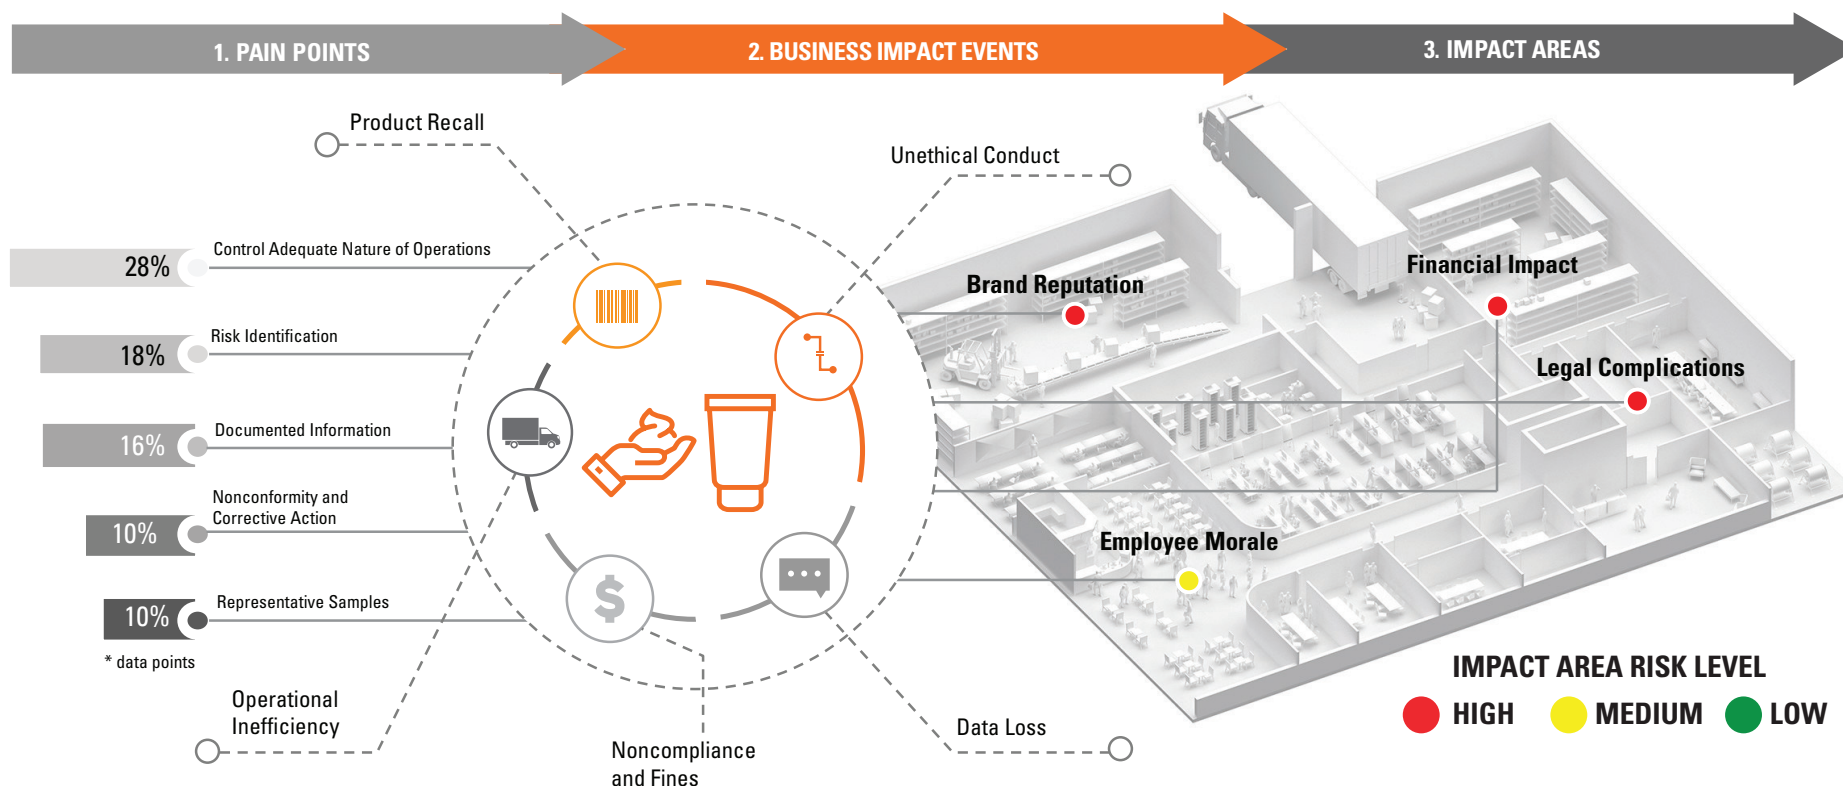 1. PAIN POINTS
2. BUSINESS IMPACT EVENTS
3. IMPACT AREAS
Product Recall
Unethical Conduct
28%
Control Adequate Nature of Operations
18%
Risk Identification
16%
Documented Information
10%
Nonconformity and
Corrective Action
10%
Representative Samples
* data points
Operational
Inefficiency
Noncompliance
and Fines
Data Loss
$
Brand Reputation
Financial Impact
Legal Complications
Employee Morale
IMPACT AREA RISK LEVEL
HIGH
MEDIUM
LOW